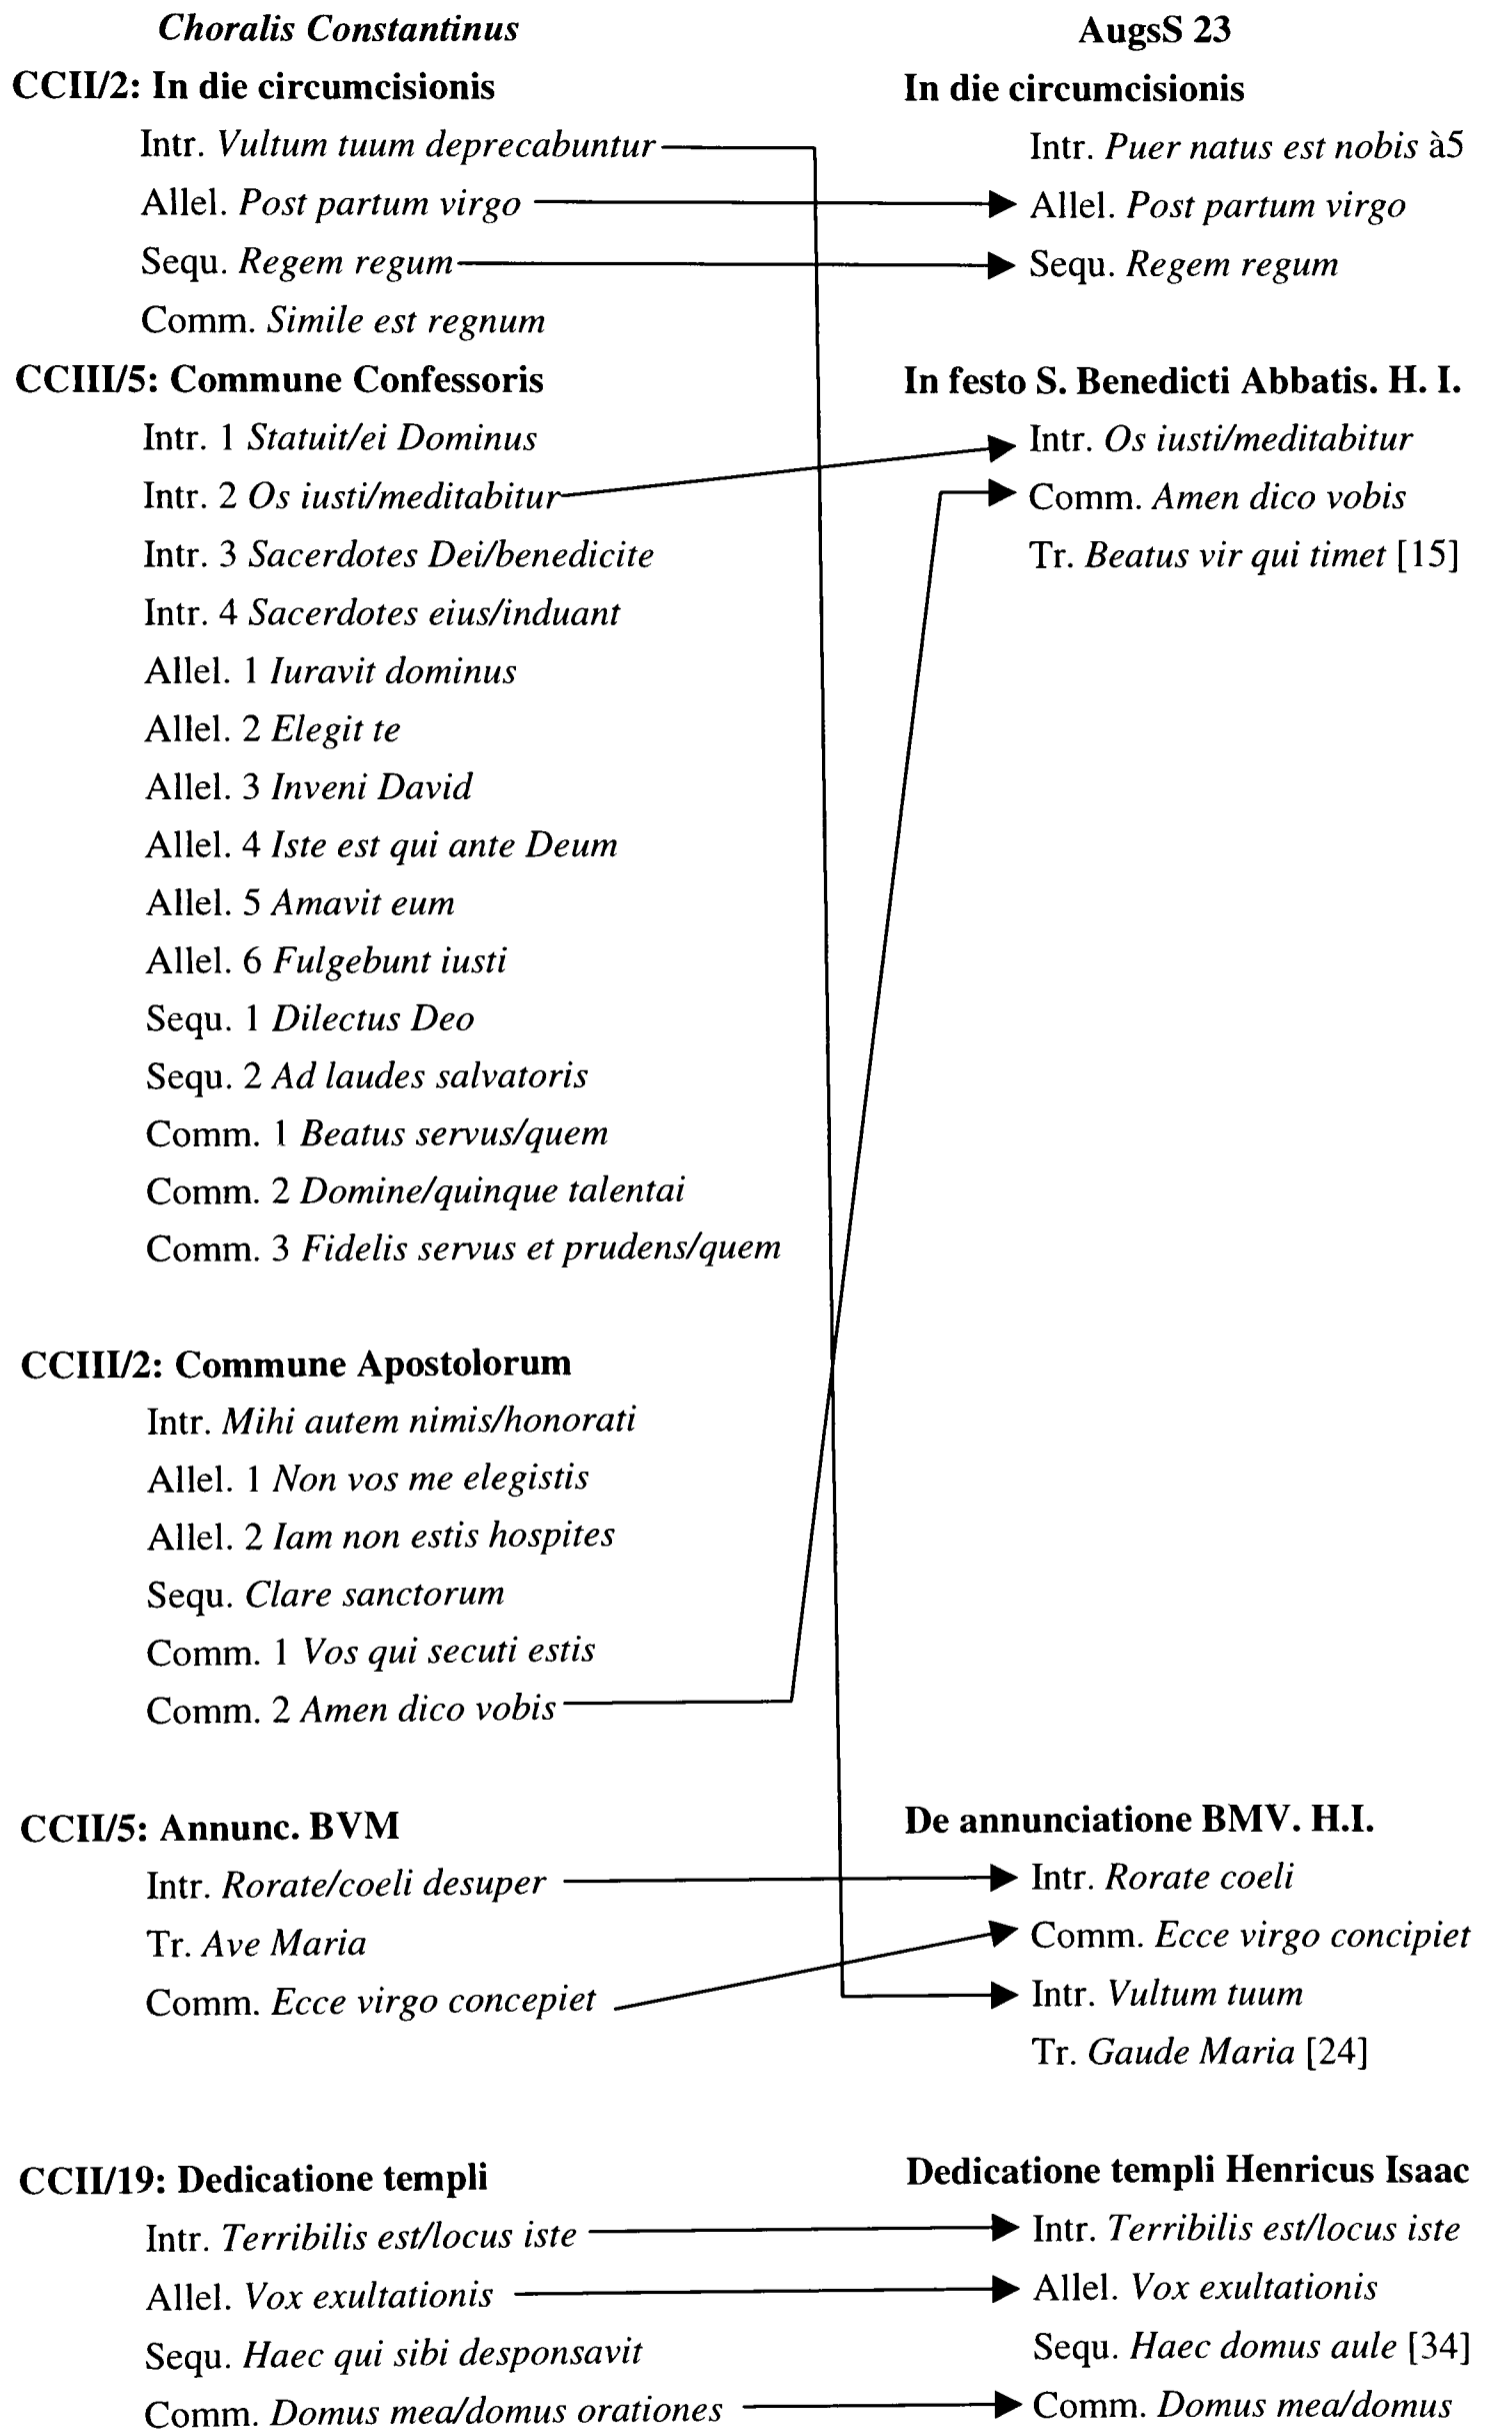 Choralis Constantinus
AugsS 23
CCII/2: In die circumcisionis
In die circumcisionis
Intr. Vultum tuum deprecabuntur
Intr. Puer natus est nobis à5
Allel. Post partum virgo
Allel. Post partum virgo
Sequ. Regem regum
Sequ. Regem regum
Comm. Simile est regnum
CCIII/5: Commune Confessoris
In festo S. Benedicti Abbatis. H. I.
Intr. 1 Statuit/ei Dominus
Intr. Os iusti/meditabitur
Intr. 2 Os iusti/meditabitur
Comm. Amen dico vobis
Intr. 3 Sacerdotes Dei/benedicite
Tr. Beatus vir qui timet [15]
Intr. 4 Sacerdotes eius/induant
Allel. 1 Iuravit dominus
Allel. 2 Elegit te
Allel. 3 Inveni David
Allel. 4 Iste est qui ante Deum
Allel. 5 Amavit eum
Allel. 6 Fulgebunt iusti
Sequ. 1 Dilectus Deo
Sequ. 2 Ad laudes salvatoris
Comm. 1 Beatus servus/quem
Comm. 2 Domine/quinque talentai
Comm. 3 Fidelis servus et prudens/quem
CCIII/2: Commune Apostolorum
Intr. Mihi autem nimis/honorati
Allel. 1 Non vos me elegistis
Allel. 2 Iam non estis hospites
Sequ. Clare sanctorum
Comm. 1 Vos qui secuti estis
Comm. 2 Amen dico vobis
CCII/5: Annunc. BVM
De annunciatione BMV. H.I.
Intr. Rorate/coeli desuper
Intr. Rorate coeli
Tr. Ave Maria
Comm. Ecce virgo concipiet
Comm. Ecce virgo concepiet
Intr. Vultum tuum
Tr. Gaude Maria [24]
CCII/19: Dedicatione templi
Dedicatione templi Henricus Isaac
Intr. Terribilis est/locus iste
Intr. Terribilis est/locus iste
Allel. Vox exultationis
Allel. Vox exultationis
Sequ. Haec qui sibi desponsavit
Sequ. Haec domus aule [34]
Comm. Domus mea/domus orationes
Comm. Domus mea/domus